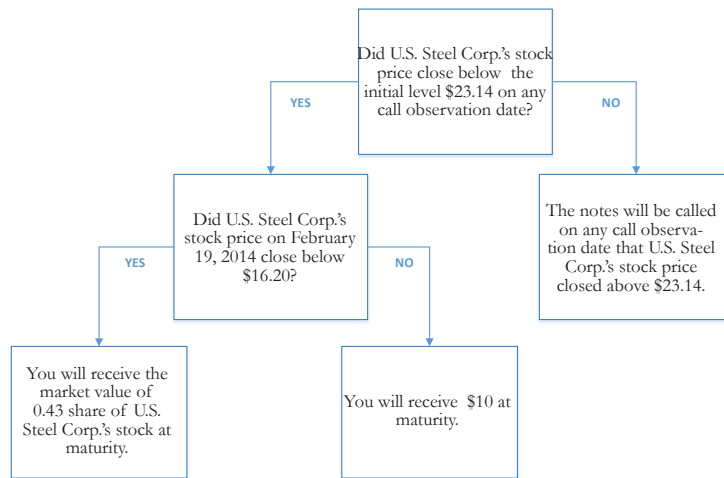 Did U.S. Steel Corp.'s stock
price close below the
initial level $23.14 on any
call observation date?
YES
NO
Did U.S. Steel Corp.'s
stock price on February
19, 2014 close below
$16.20?
The notes will be called
on any call observa-
tion date that U.S. Steel
Corp.'s stock price
closed above $23.14.
YES
NO
You will receive the
market value of
0.43 share of U.S.
Steel Corp.'s stock at
maturity.
You will receive $10 at
maturity.